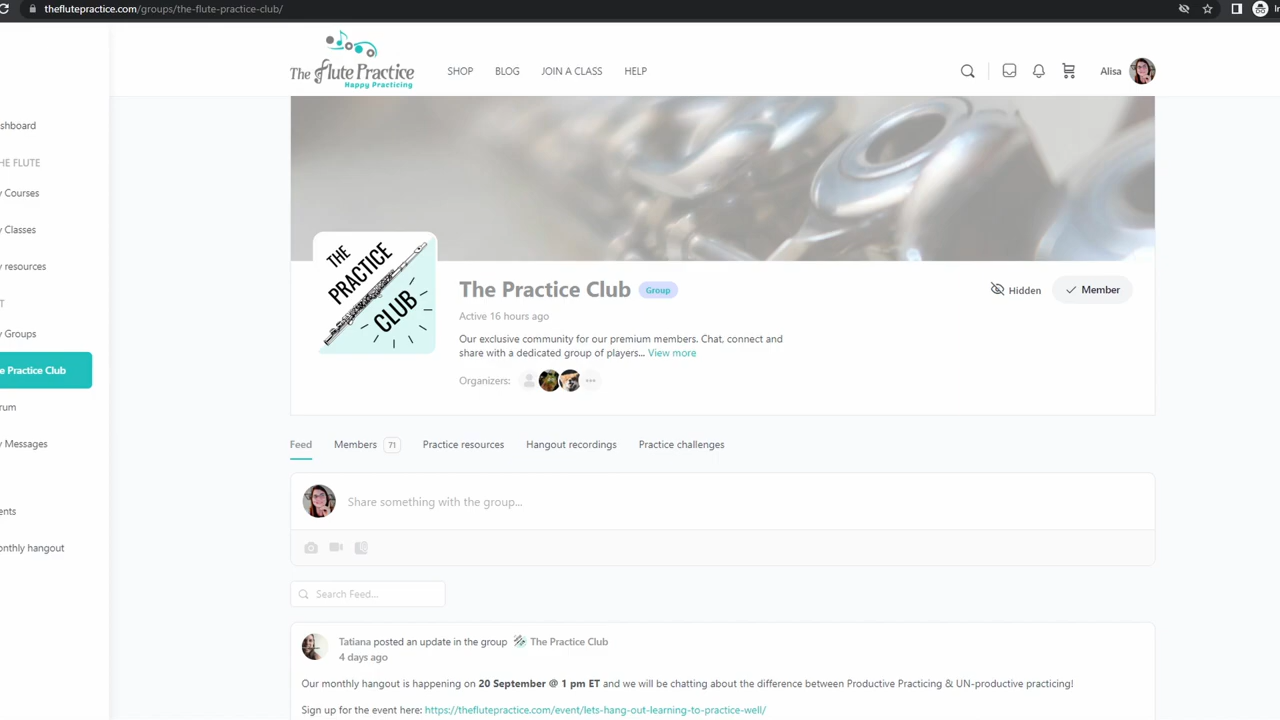 theflutepractice.com/groups/the-flute-practice-club/
In
The flute Practice
Happy Practicing
SHOP BLOG JOIN A CLASS HELP
Alisa
shboard
HE FLUTE
y Courses
y Classes
y resources
T
y Groups
e Practice Club
rum
y Messages
ents
onthly hangout
THE
PRACTICE
CLUB
The Practice Club Group
Hidden
Member
Active 16 hours ago
Our exclusive community for our premium members. Chat, connect and
share with a dedicated group of players... View more
Organizers:
Feed Members 71 Practice resources Hangout recordings Practice challenges
Share something with the group...
Search Feed...
Tatiana posted an update in the group The Practice Club
4 days ago
Our monthly hangout is happening on 20 September @ 1 pm ET and we will be chatting about the difference between Productive Practicing & UN-productive practicing!
Sign up for the event here: https://theflutepractice.com/event/lets-hang-out-learning-to-practice-well/